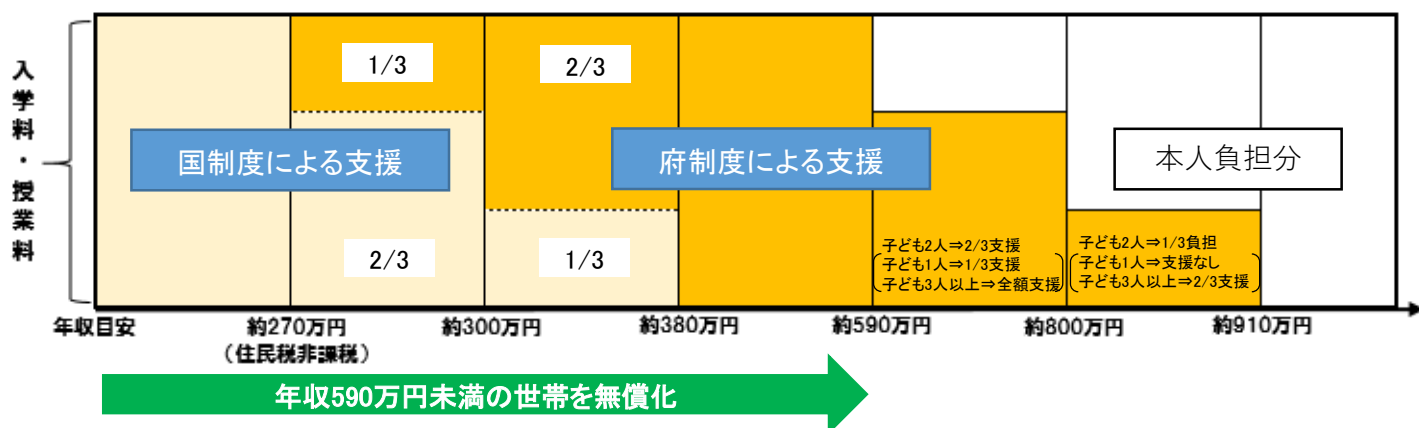 入学料・授業料
1/3
2/3
国制度による支援
府制度による支援
本人負担分
2/3
1/3
子ども2人⇒2/3支援
子ども1人⇒1/3支援
子ども3人以上⇒全額支援
子ども2人⇒1/3負担
子ども1人⇒支援なし
子ども3人以上⇒2/3支援
年収目安
約270万円
(住民税非課税)
約300万円
約380万円
約590万円
約800万円
約910万円
年収590万円未満の世帯を無償化